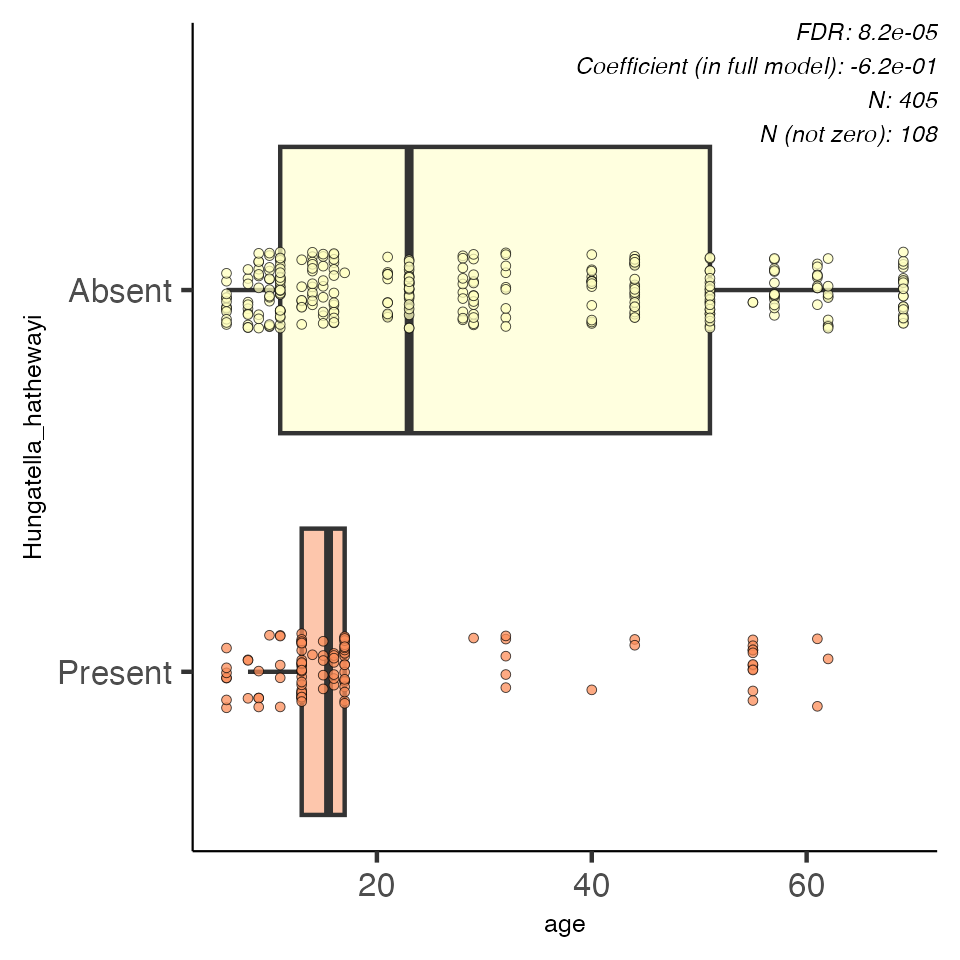 FDR: 8.2e-05
Coefficient (in full model): -6.2e-01
N: 405
N (not zero): 108
Hungatella_hathewayi
Absent
Present
20 40 60
age